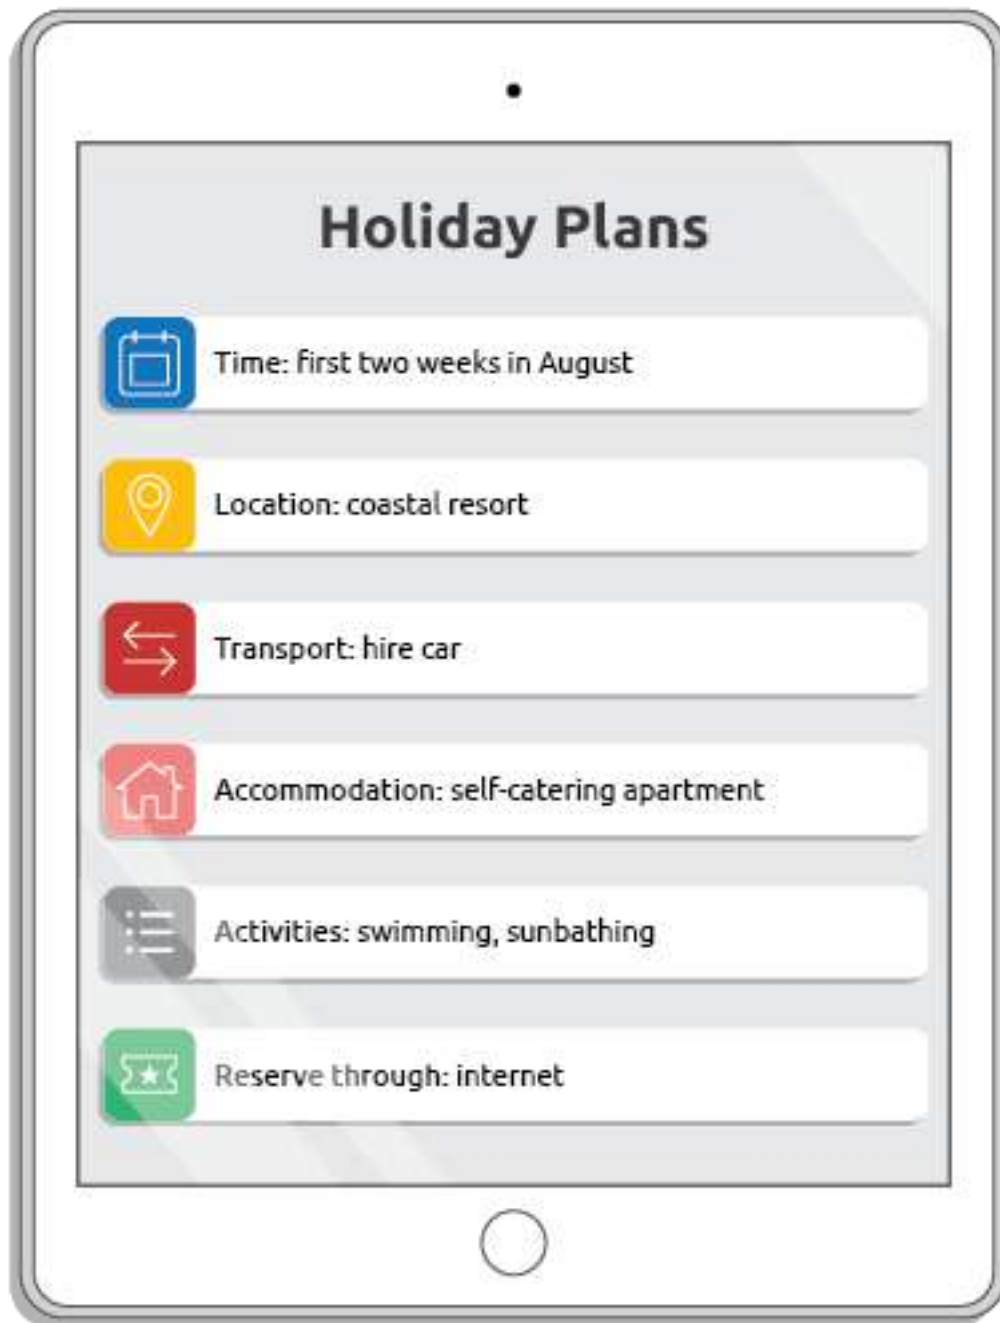 Holiday Plans
Time: first two weeks in August
Location: coastal resort
Transport: hire car
Accommodation: self-catering apartment
Activities: swimming, sunbathing
Reserve through: internet